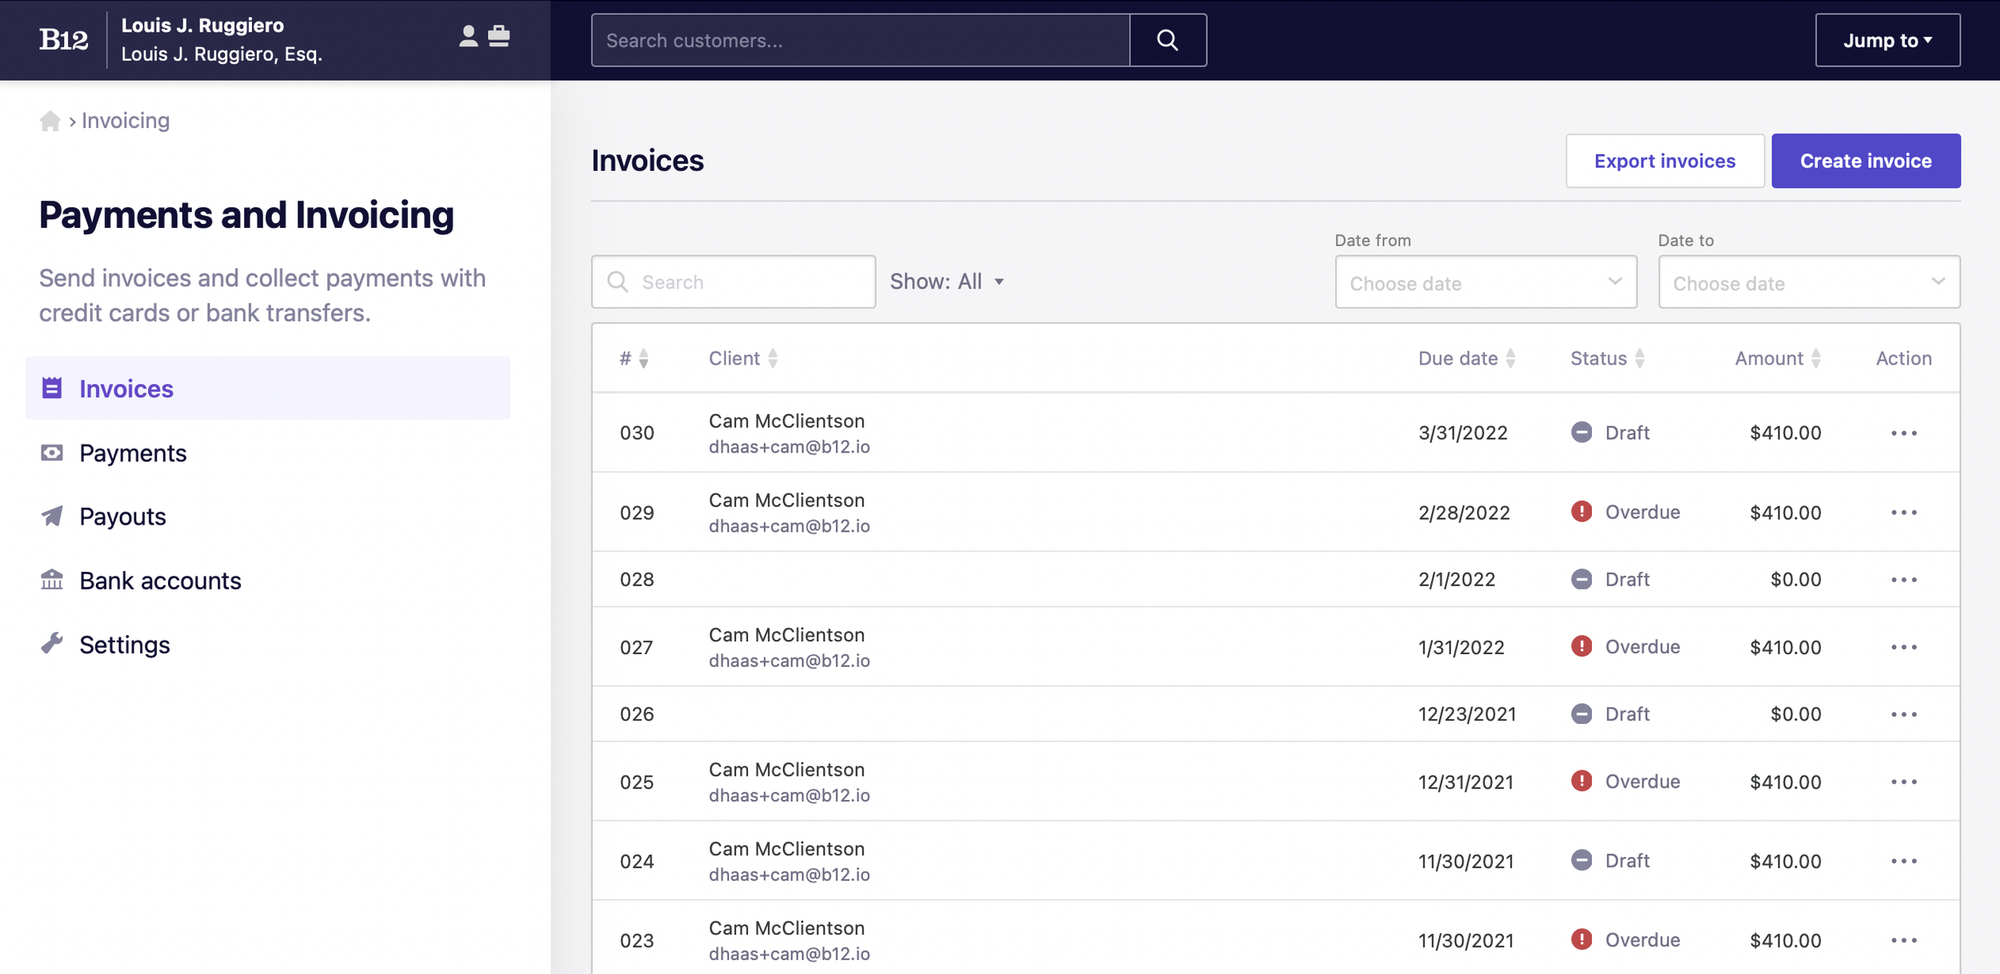 B12
Louis J. Ruggiero
Louis J. Ruggiero, Esq.
Search customers...
Jump to
› Invoicing
Payments and Invoicing
Send invoices and collect payments with
credit cards or bank transfers.
Invoices
Payments
Payouts
Bank accounts
Settings
Invoices
Export invoices
Create invoice
Search
Show: All
Date from
Choose date
Date to
Choose date
# Client Due date Status Amount Action
030 Cam McClientson 3/31/2022 Draft $410.00
dhaas+cam@b12.io
029 Cam McClientson 2/28/2022 Overdue $410.00
dhaas+cam@b12.io
028 2/1/2022 Draft $0.00
027 Cam McClientson 1/31/2022 Overdue $410.00
dhaas+cam@b12.io
026 12/23/2021 Draft $0.00
025 Cam McClientson 12/31/2021 Overdue $410.00
dhaas+cam@b12.io
024 Cam McClientson 11/30/2021 Draft $410.00
dhaas+cam@b12.io
023 Cam McClientson 11/30/2021 Overdue $410.00
dhaas+cam@b12.io